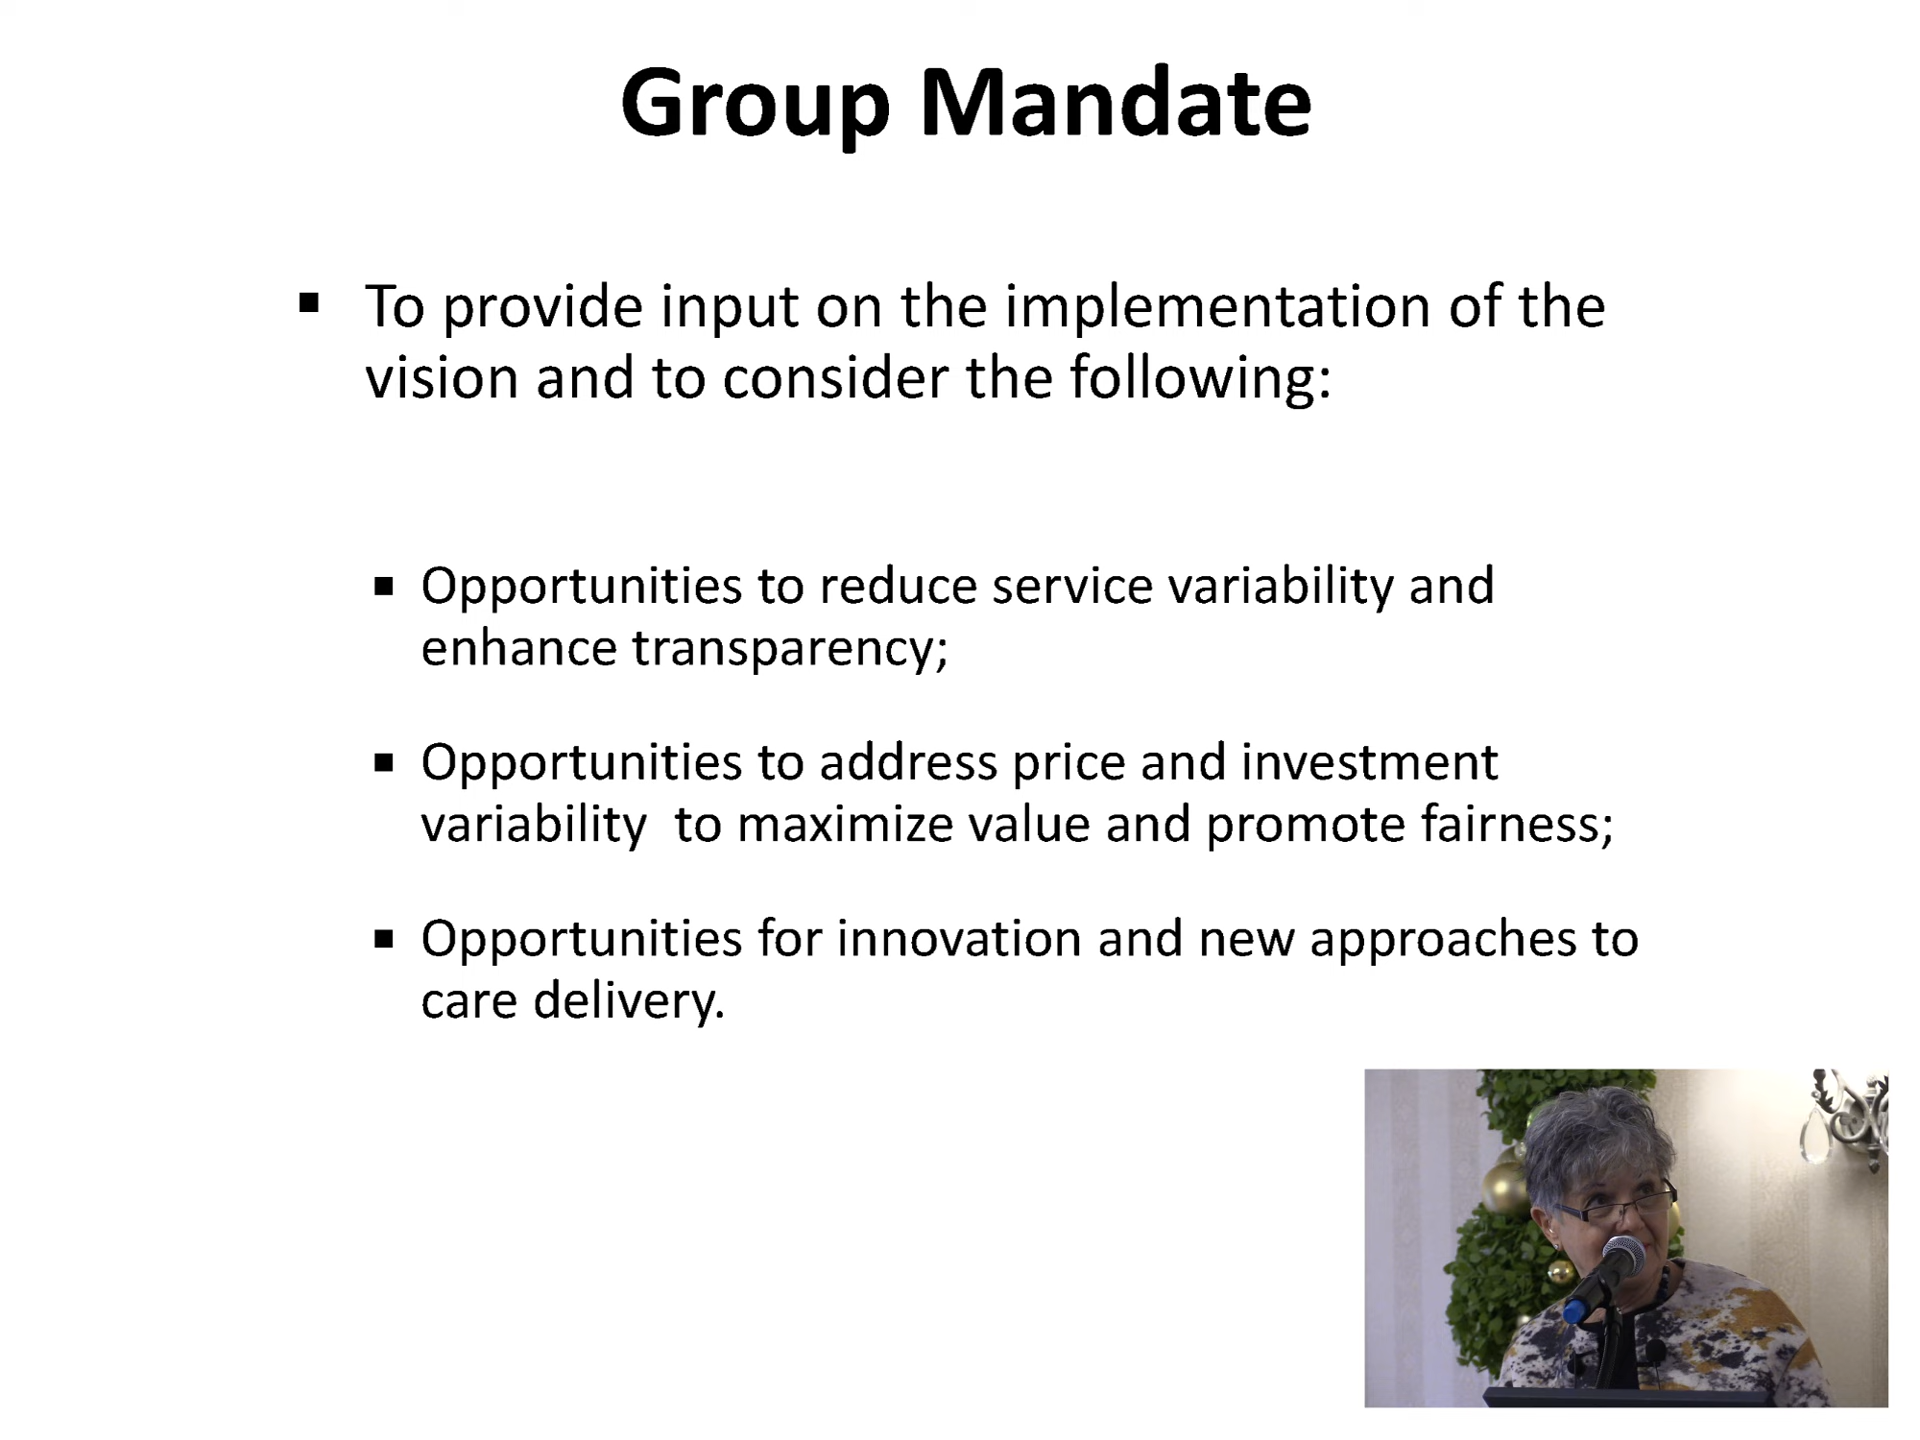 Group Mandate
▪ To provide input on the implementation of the
vision and to consider the following:
▪ Opportunities to reduce service variability and
enhance transparency;
▪ Opportunities to address price and investment
variability  to maximize value and promote fairness;
▪ Opportunities for innovation and new approaches to
care delivery.